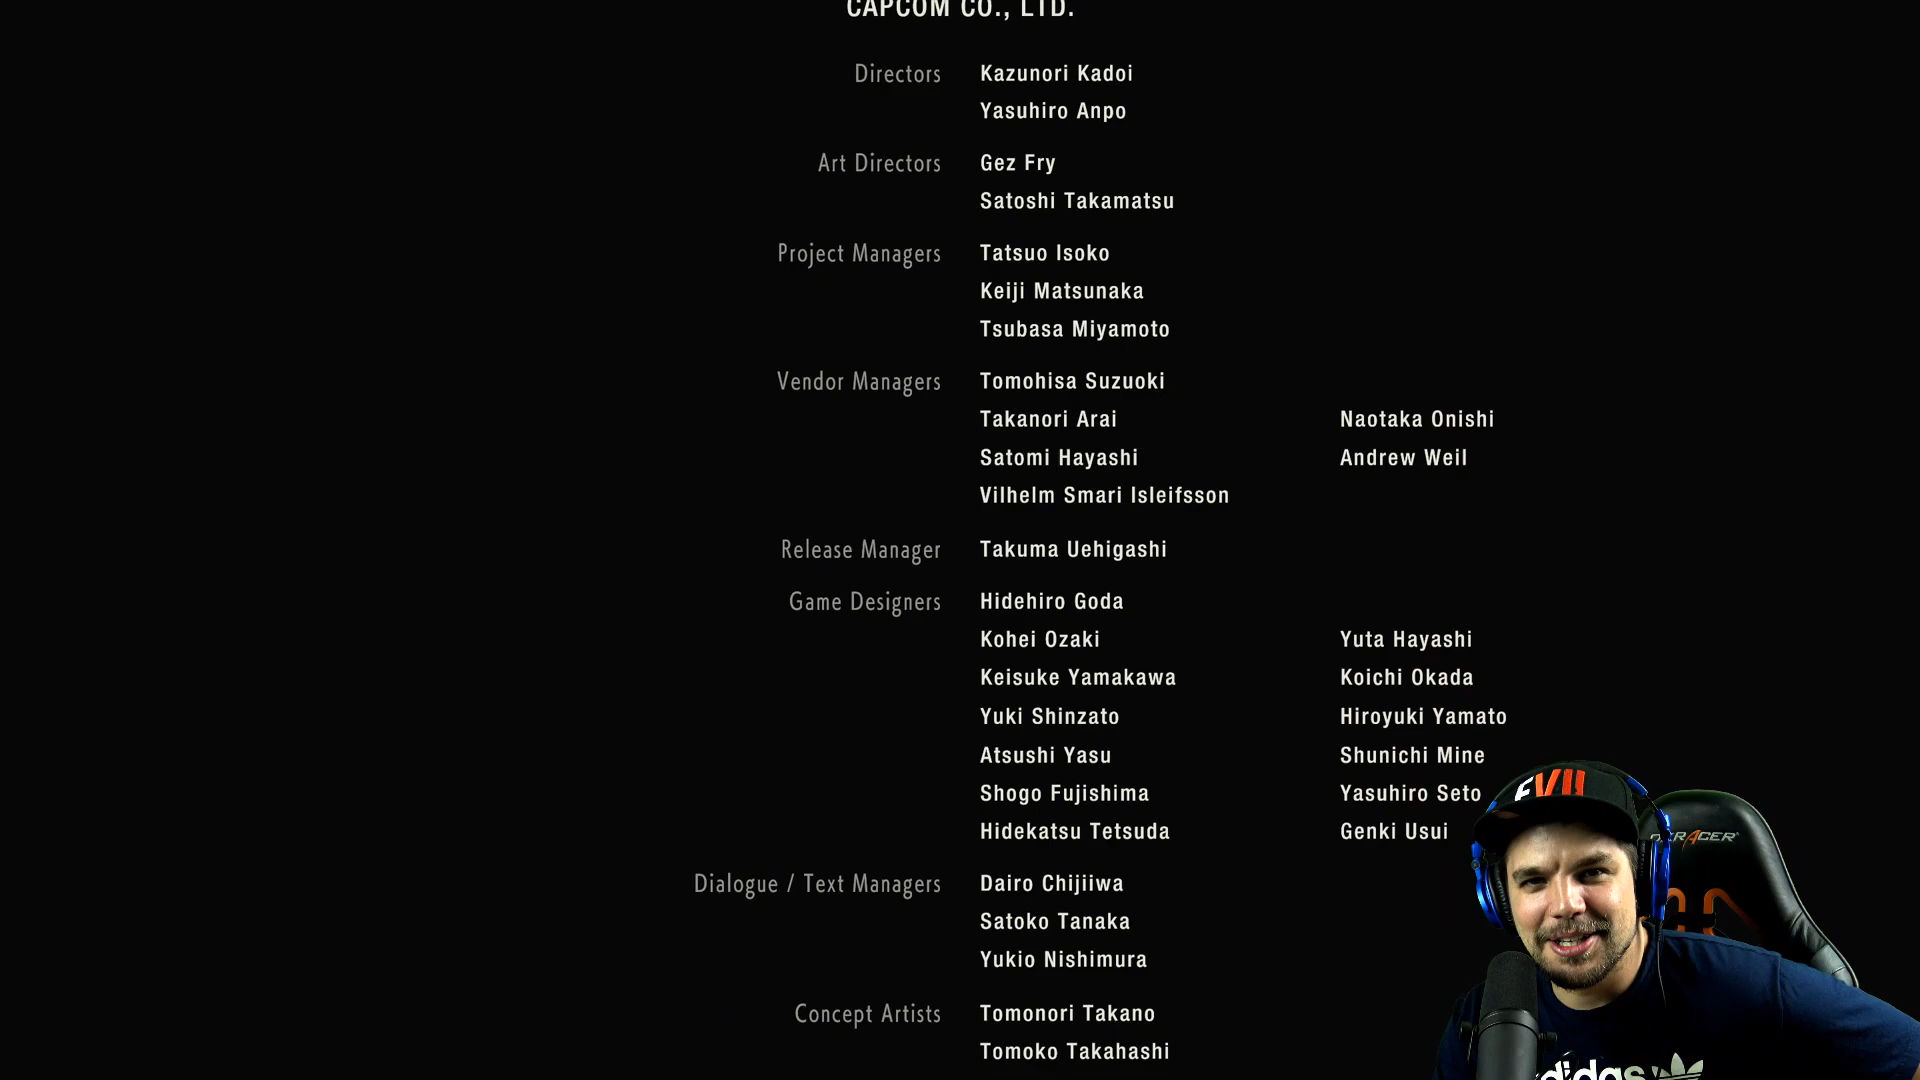 CAPCOM CO., LTD.
Directors Kazunori Kadoi
Yasuhiro Anpo
Art Directors Gez Fry
Satoshi Takamatsu
Project Managers Tatsuo Isoko
Keiji Matsunaka
Tsubasa Miyamoto
Vendor Managers Tomohisa Suzuoki
Takanori Arai Naotaka Onishi
Satomi Hayashi Andrew Weil
Vilhelm Smari Isleifsson
Release Manager Takuma Uehigashi
Game Designers Hidehiro Goda
Kohei Ozaki Yuta Hayashi
Keisuke Yamakawa Koichi Okada
Yuki Shinzato Hiroyuki Yamato
Atsushi Yasu Shunichi Mine
Shogo Fujishima Yasuhiro Seto
EVII
Hidekatsu Tetsuda Genki Usui
Dialogue / Text Managers Dairo Chijiiwa
Satoko Tanaka
Yukio Nishimura
Concept Artists Tomonori Takano
Tomoko Takahashi
adidas